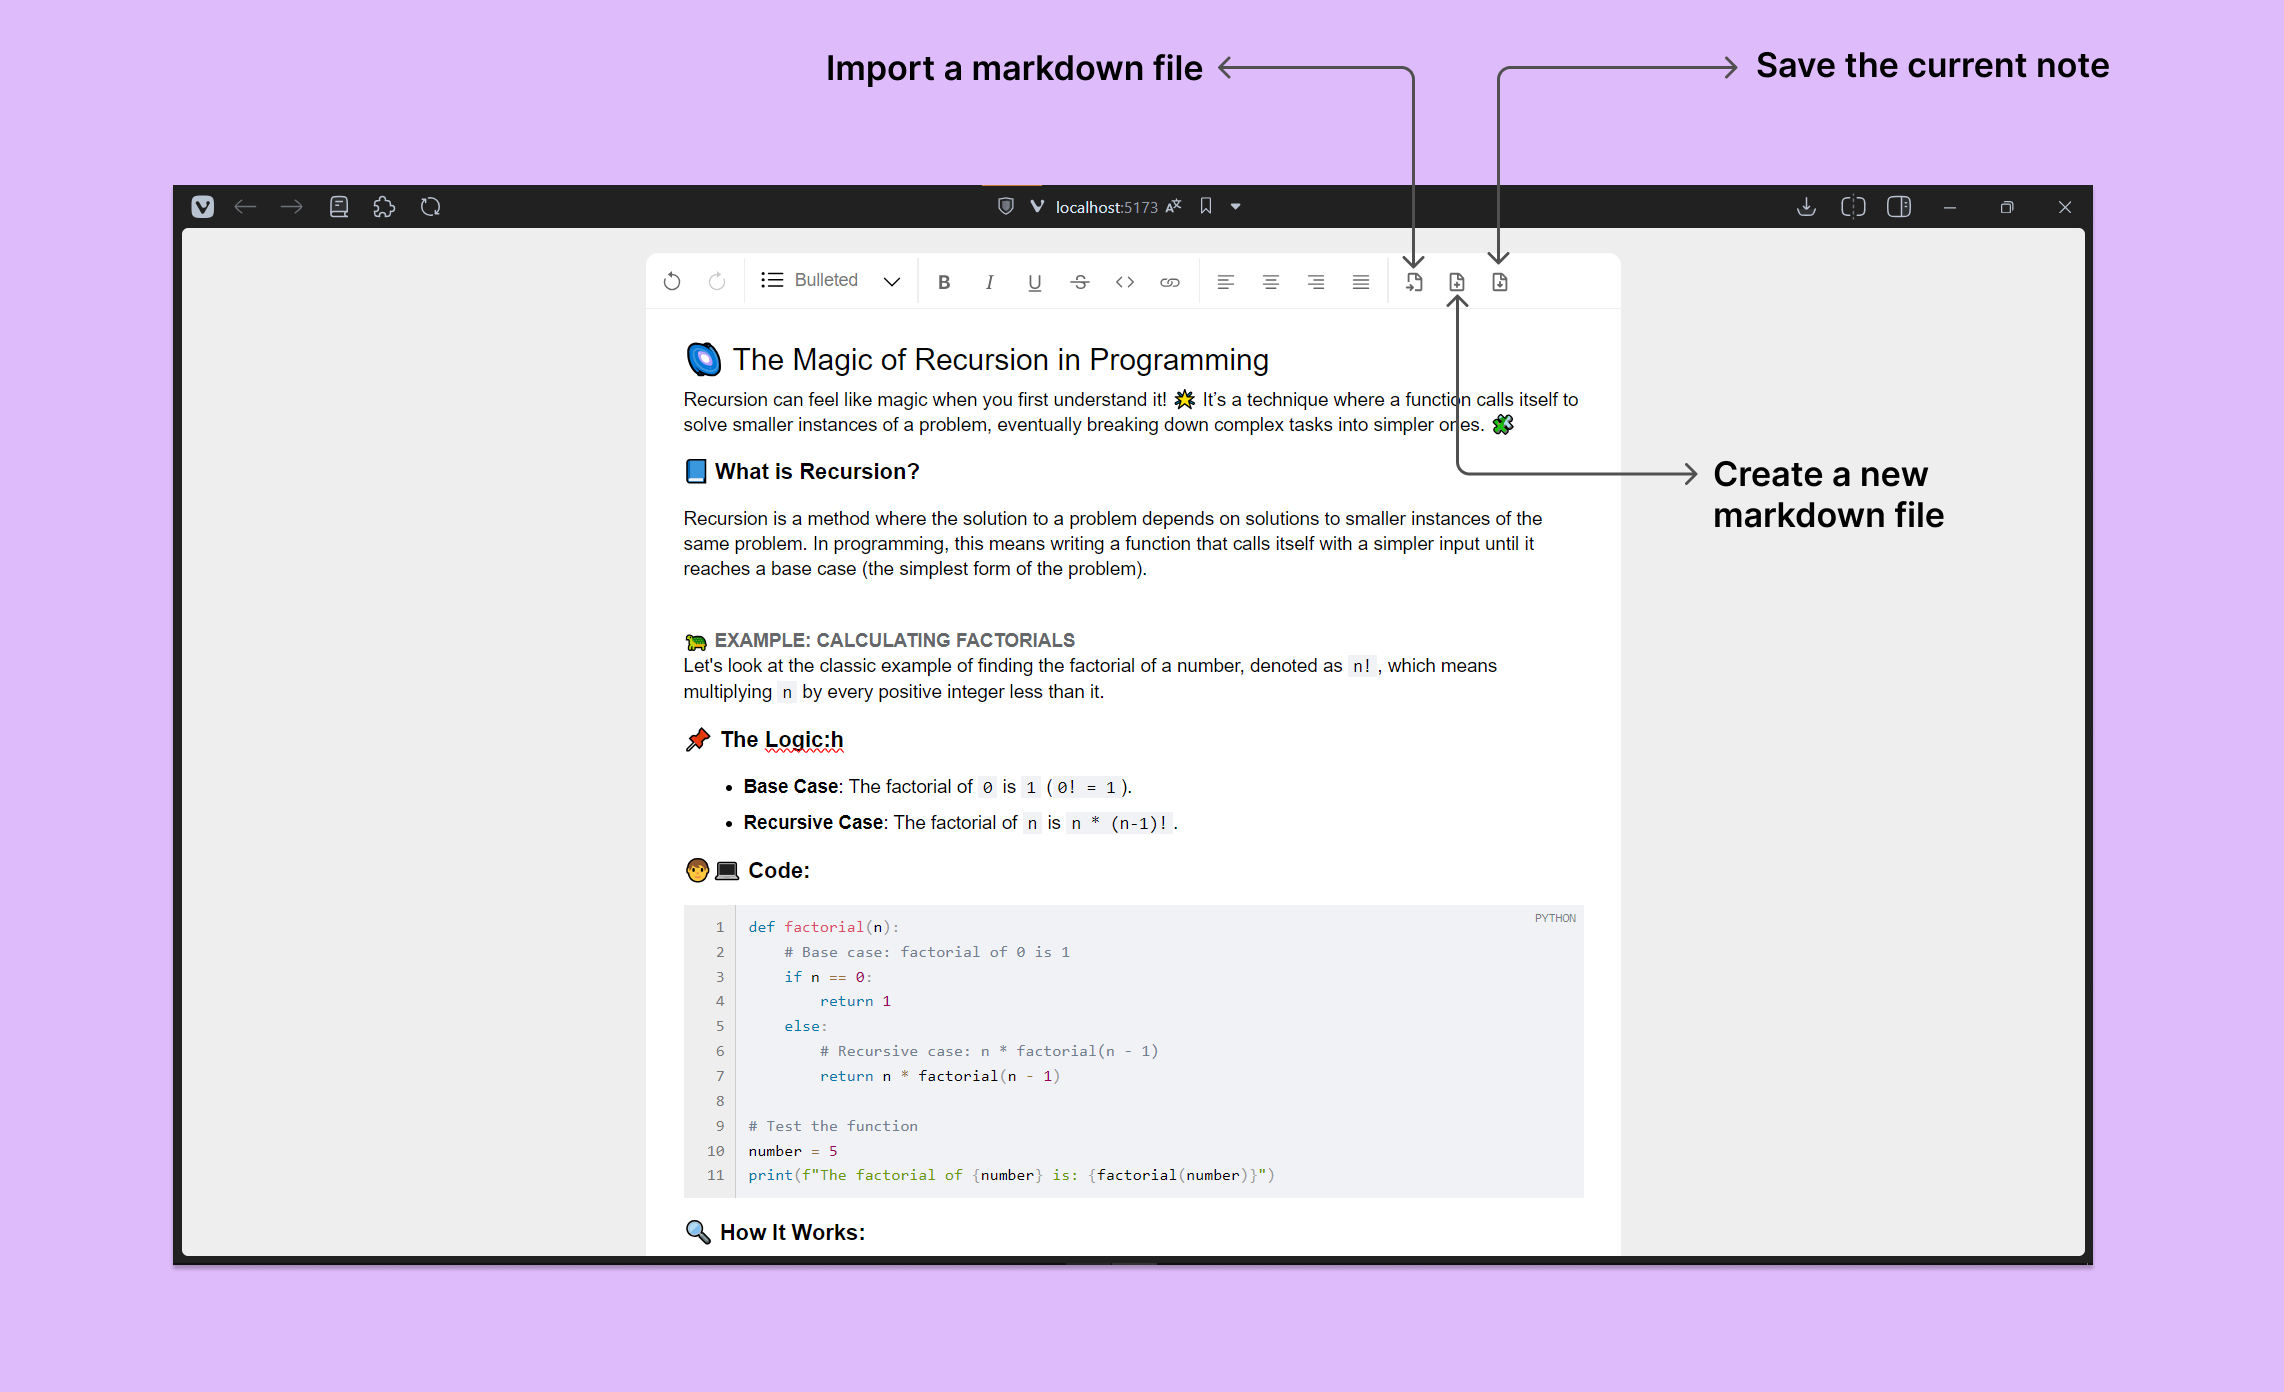 Import a markdown file
Save the current note
localhost:5173
Bulleted
B I U
The Magic of Recursion in Programming
Recursion can feel like magic when you first understand it! 🌟 It’s a technique where a function calls itself to
solve smaller instances of a problem, eventually breaking down complex tasks into simpler ones. 🧩
Create a new
markdown file
What is Recursion?
Recursion is a method where the solution to a problem depends on solutions to smaller instances of the
same problem. In programming, this means writing a function that calls itself with a simpler input until it
reaches a base case (the simplest form of the problem).
EXAMPLE: CALCULATING FACTORIALS
Let's look at the classic example of finding the factorial of a number, denoted as n!, which means
multiplying n by every positive integer less than it.
The Logic:h
• Base Case: The factorial of 0 is 1 (0! = 1).
• Recursive Case: The factorial of n is n * (n-1)!.
Code:
PYTHON
1 def factorial(n):
2     # Base case: factorial of 0 is 1
3     if n == 0:
4         return 1
5     else:
6         # Recursive case: n * factorial(n - 1)
7         return n * factorial(n - 1)
8
9 # Test the function
10 number = 5
11 print(f"The factorial of {number} is: {factorial(number)}")
How It Works: